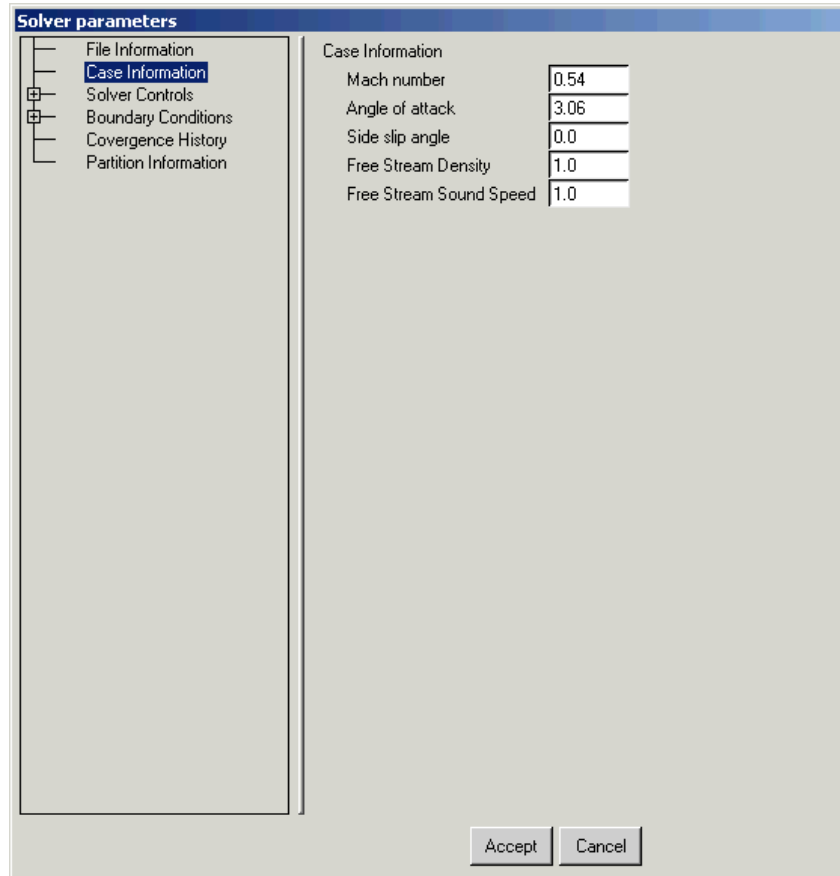 Solver parameters
File Information
Case Information
Solver Controls
Boundary Conditions
Covergence History
Partition Information
Case Information
Mach number 0.54
Angle of attack 3.06
Side slip angle 0.0
Free Stream Density 1.0
Free Stream Sound Speed 1.0
Accept Cancel